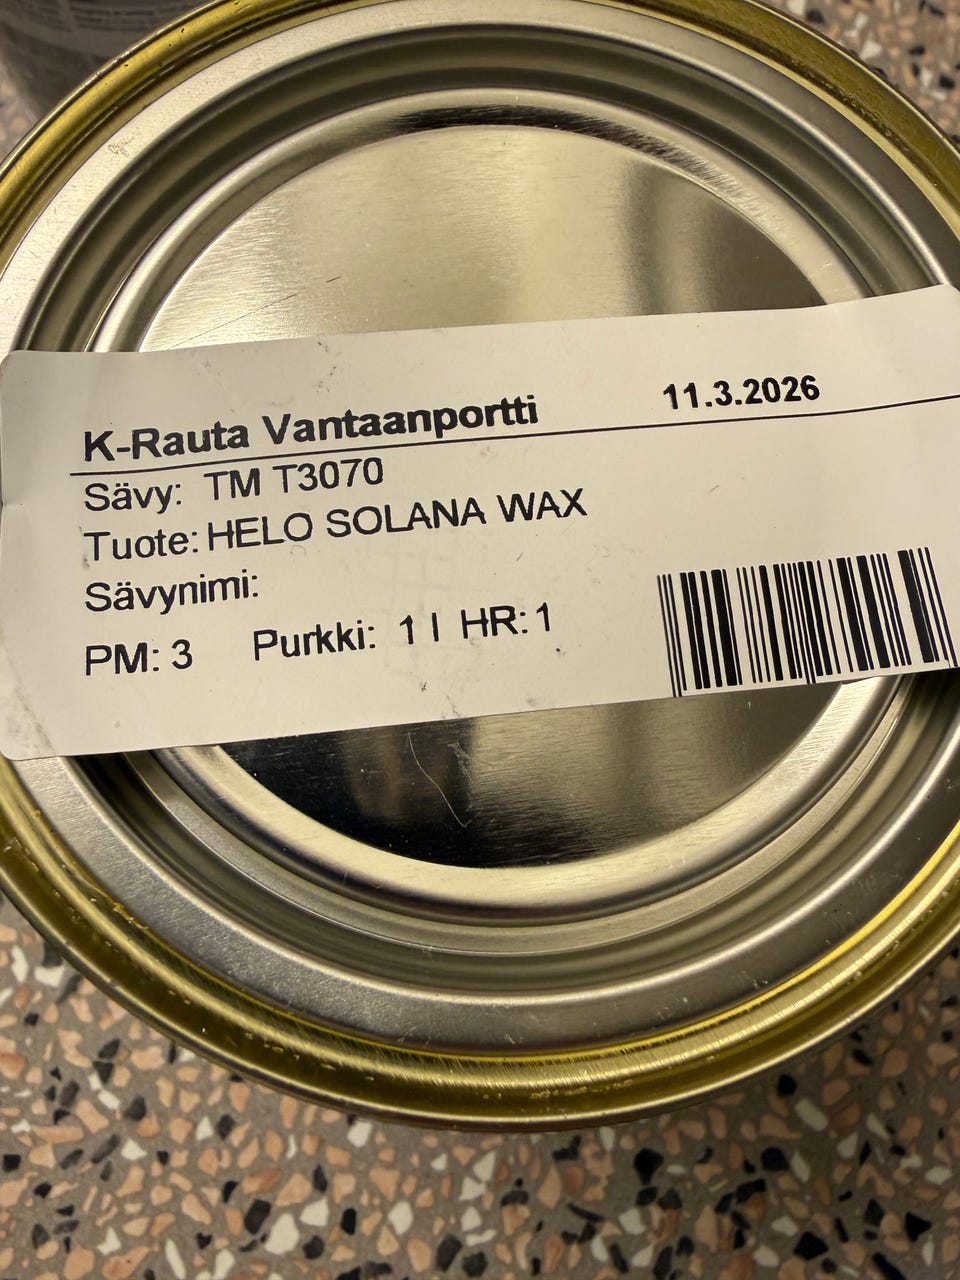 K-Rauta Vantaanportti 11.3.2026
Sävy: TM T3070
Tuote: HELO SOLANA WAX
Sävynimi:
PM: 3 Purkki: 1 l HR: 1